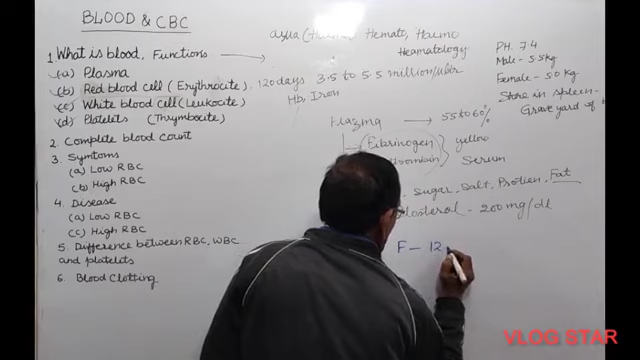 BLOOD & CBC
1 What is blood, Functions
(a) Plasma
(b) Red blood cell (Erythrocite)
(c) White blood cell (Leukocite)
(d) Platelets (Thrymbocite)
2. Complete blood Count
3. Symtoms
(a) Low RBC
(b) High RBC
4. Disease
(a) Low RBC
(c) High RBC
5. Difference between RBC, WBC
and platelets
6. Blood Clotting
Hemato, Haemo
Heamatology
120 days 3.5 to 5.5 million/
Hb, Iron
Plazma 55 to 60%
Fibrinogen yellow
Serum
Sugar, Salt, Protien, Fat
200 mg/dl
F - 12
PH. 7.4
Male - 5.5 kg
Female - 5.0 kg
Store in spleen-
Grave yard of
VLOG STAR